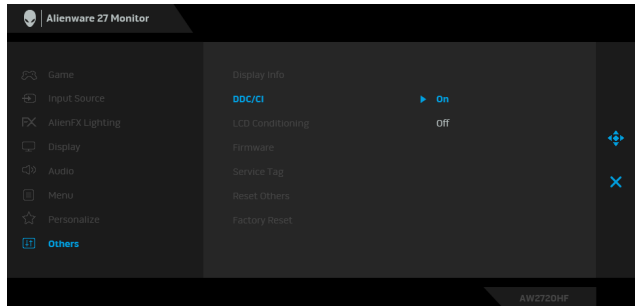 Alienware 27 Monitor
Game
Input Source
FX AlienFX Lighting
Display
Audio
Menu
Personalize
Others
Display Info
DDC/CI
LCD Conditioning
Firmware
Service Tag
Reset Others
Factory Reset
On
Off
AW2720HF